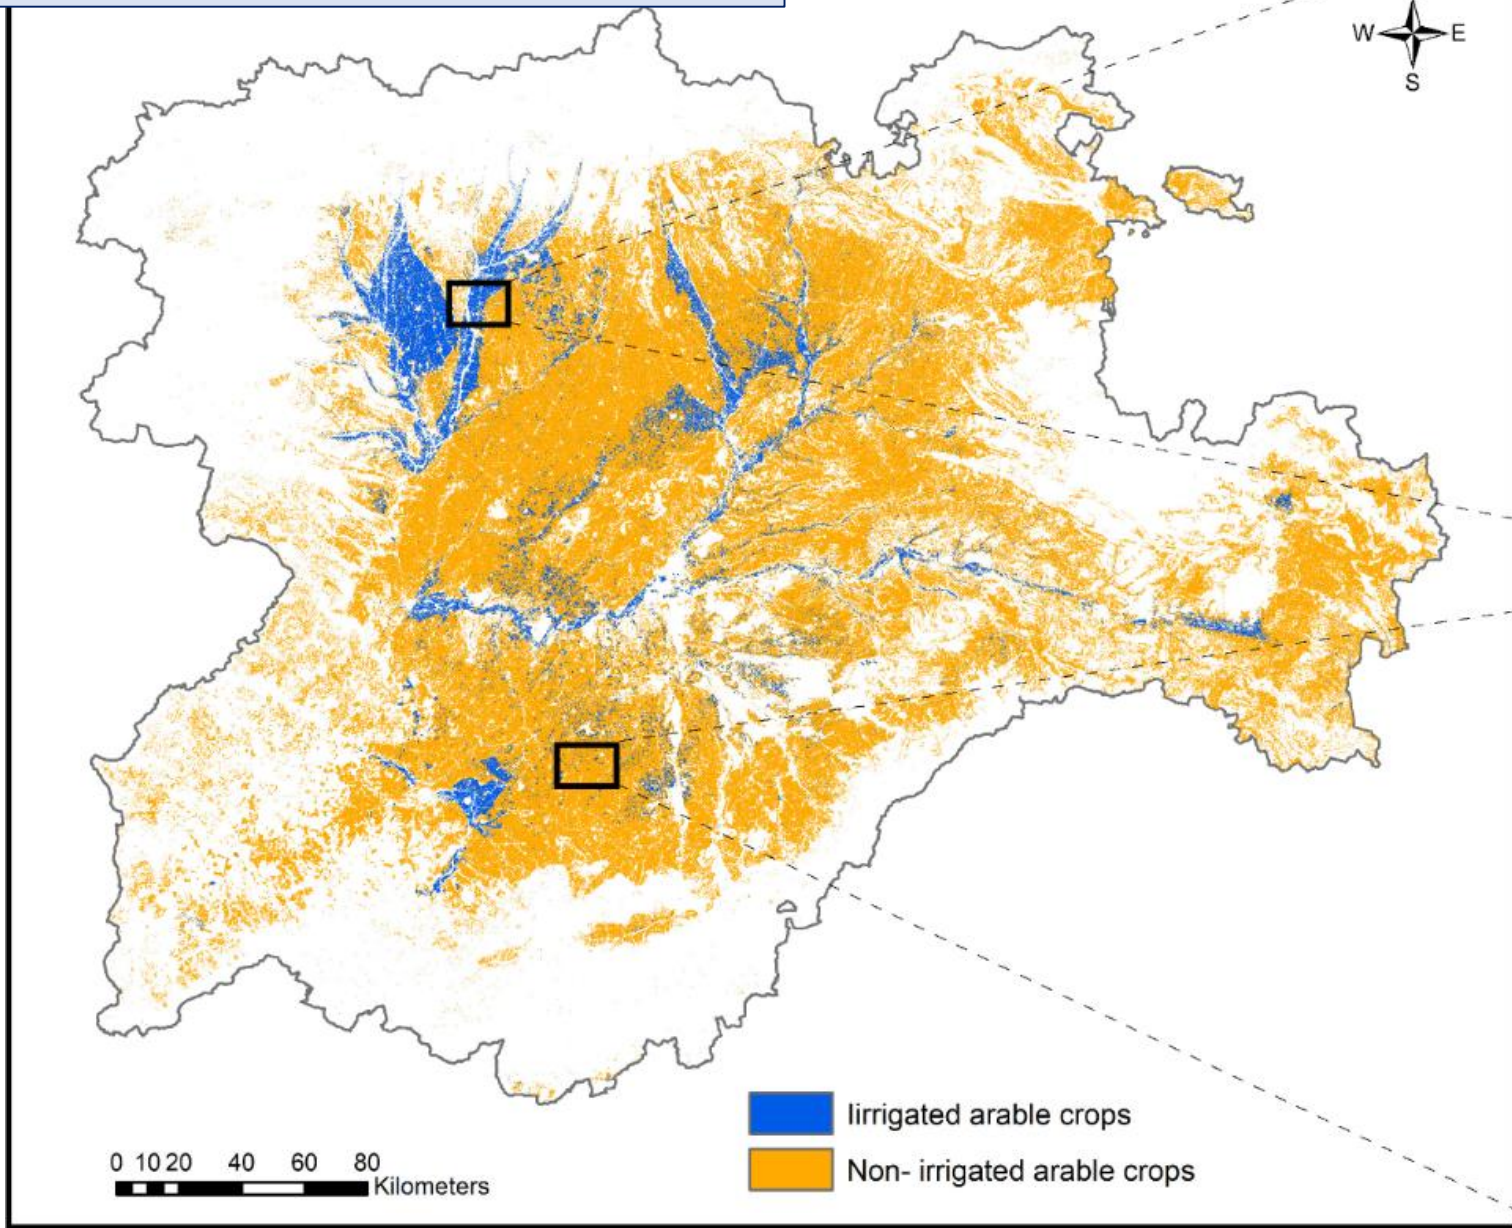 W E
S
Iirrigated arable crops
Non- irrigated arable crops
0 10 20 40 60 80
Kilometers